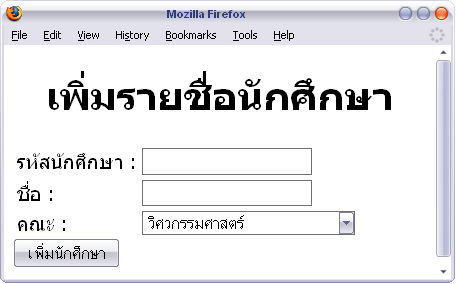 Mozilla Firefox
File Edit View History Bookmarks Tools Help
เพิ่มรายชื่อนักศึกษา
รหัสนักศึกษา :
ชื่อ :
คณะ : วิศวกรรมศาสตร์
เพิ่มนักศึกษา